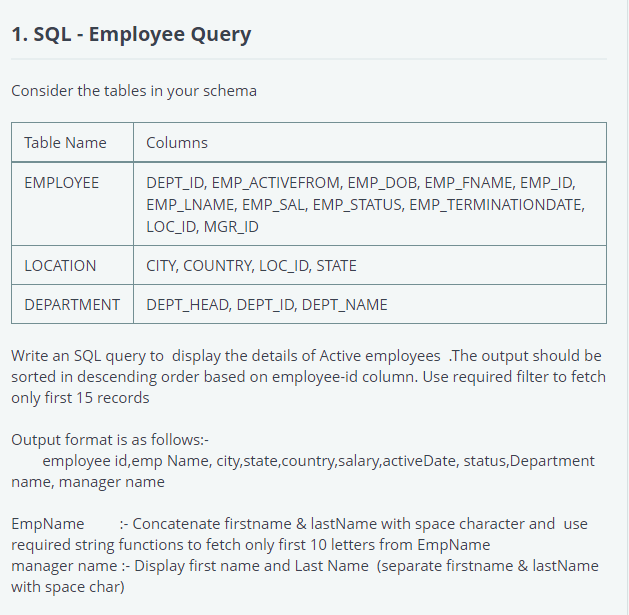 1. SQL - Employee Query
Consider the tables in your schema
Table Name Columns
EMPLOYEE DEPT_ID, EMP_ACTIVEFROM, EMP_DOB, EMP_FNAME, EMP_ID,
EMP_LNAME, EMP_SAL, EMP_STATUS, EMP_TERMINATIONDATE,
LOC_ID, MGR_ID
LOCATION CITY, COUNTRY, LOC_ID, STATE
DEPARTMENT DEPT_HEAD, DEPT_ID, DEPT_NAME
Write an SQL query to  display the details of Active employees  .The output should be
sorted in descending order based on employee-id column. Use required filter to fetch
only first 15 records
Output format is as follows:-
employee id,emp Name, city,state,country,salary,activeDate, status,Department
name, manager name
EmpName :- Concatenate firstname & lastName with space character and  use
required string functions to fetch only first 10 letters from EmpName
manager name :- Display first name and Last Name  (separate firstname & lastName
with space char)